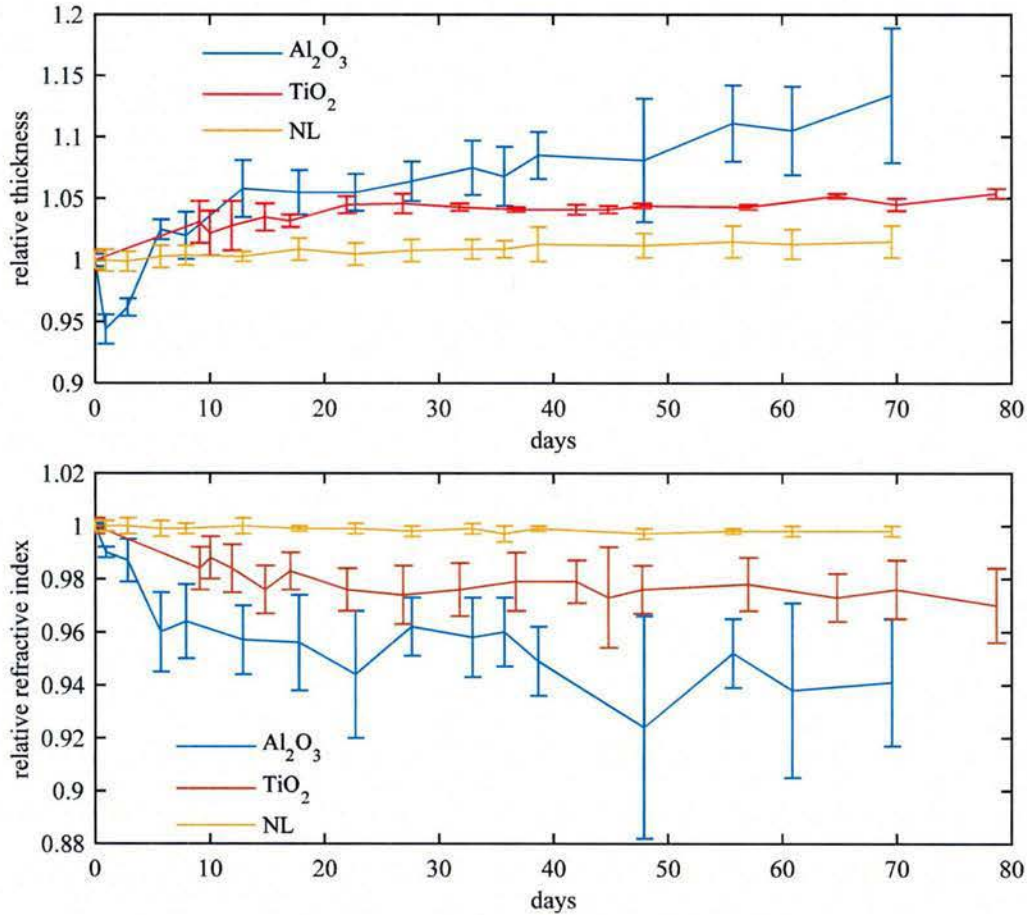 1.2
1.15
1.1
1.05
1
0.95
0.9
relative thickness
Al₂O₃
TiO₂
NL
0 10 20 30 40 50 60 70 80
days
1.02
1
0.98
0.96
0.94
0.92
0.9
0.88
relative refractive index
Al₂O₃
TiO₂
NL
0 10 20 30 40 50 60 70 80
days